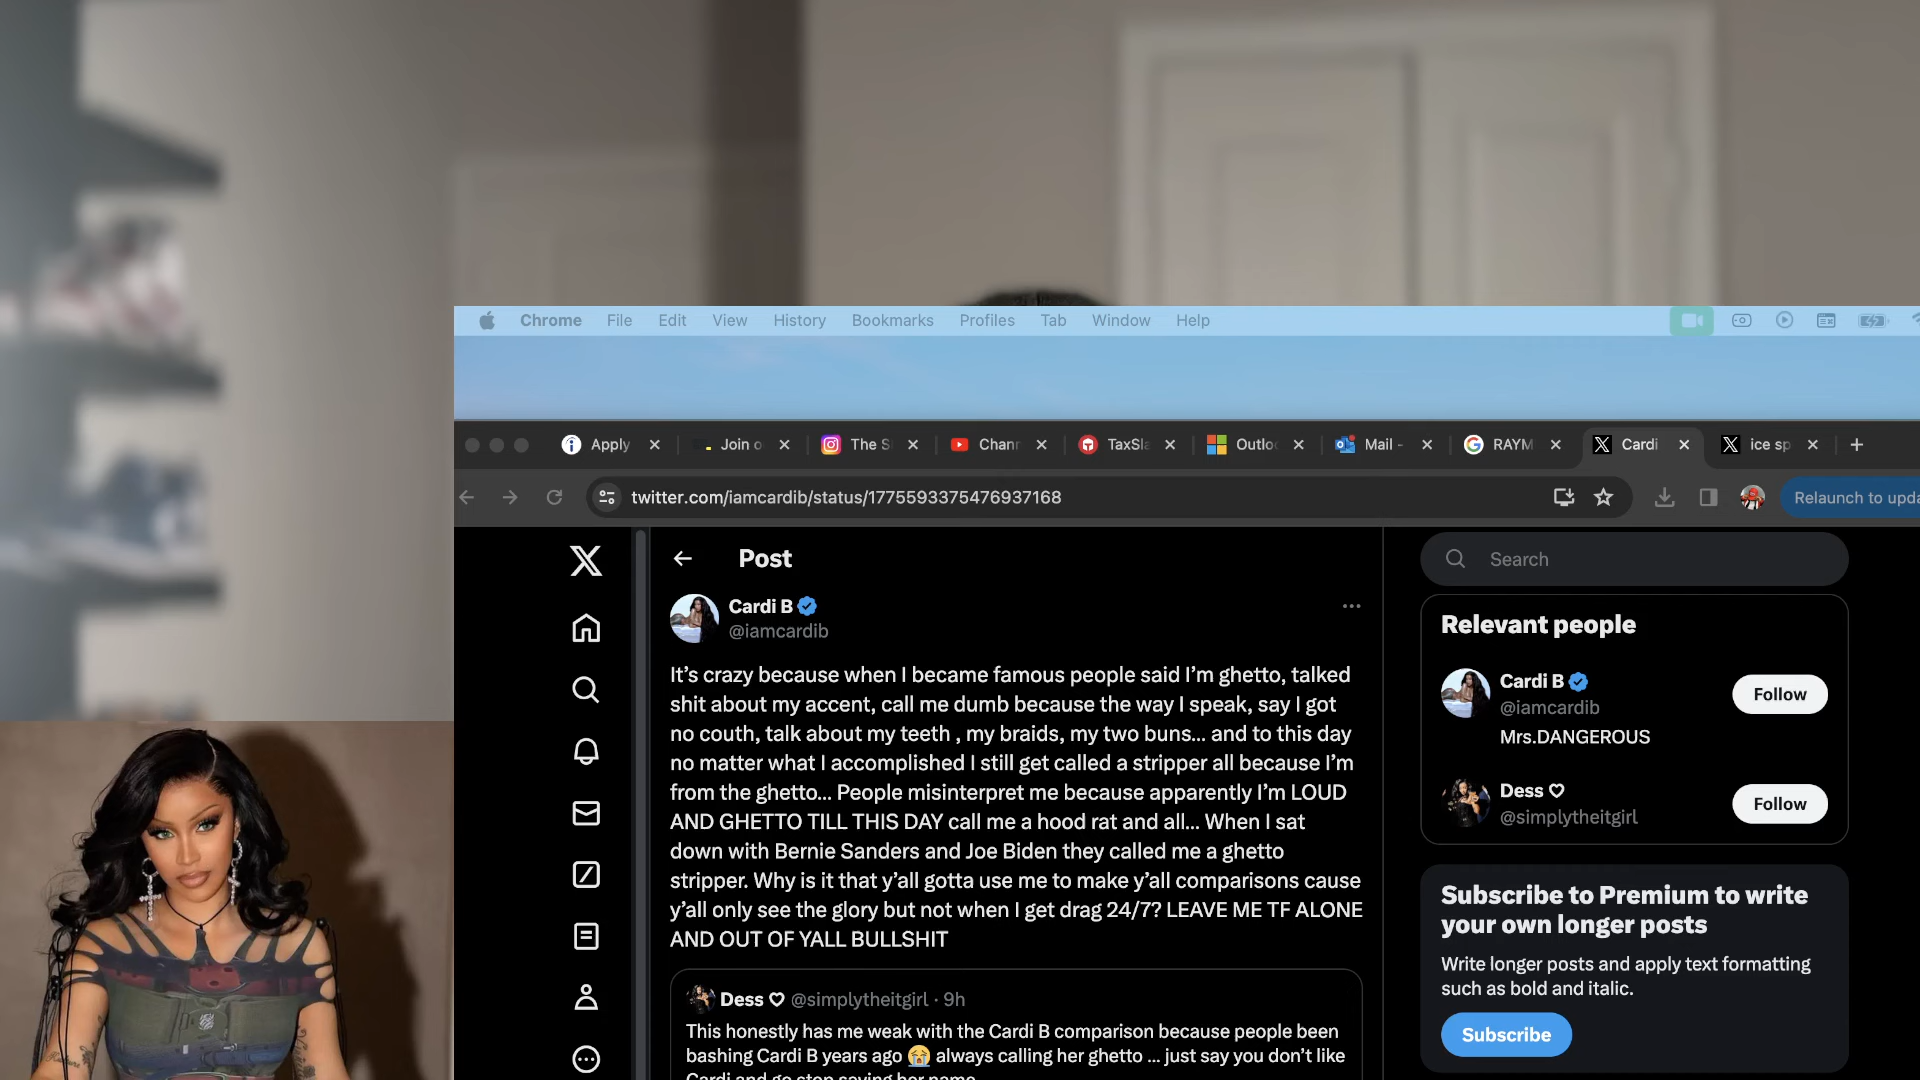 Chrome File Edit View History Bookmarks Profiles Tab Window Help
Apply Join o The S Chann TaxSla Outlo Mail - RAYM Cardi ice sp
twitter.com/iamcardib/status/1775593375476937168 Relaunch to upda
Post
Cardi B
@iamcardib
It’s crazy because when I became famous people said I’m ghetto, talked
shit about my accent, call me dumb because the way I speak, say I got
no couth, talk about my teeth , my braids, my two buns... and to this day
no matter what I accomplished I still get called a stripper all because I’m
from the ghetto... People misinterpret me because apparently I’m LOUD
AND GHETTO TILL THIS DAY call me a hood rat and all... When I sat
down with Bernie Sanders and Joe Biden they called me a ghetto
stripper. Why is it that y’all gotta use me to make y’all comparisons cause
y’all only see the glory but not when I get drag 24/7? LEAVE ME TF ALONE
AND OUT OF YALL BULLSHIT
Dess ♡ @simplytheitgirl · 9h
This honestly has me weak with the Cardi B comparison because people been
bashing Cardi B years ago 😭 always calling her ghetto ... just say you don’t like
Cardi and go stop saying her name
Search
Relevant people
Cardi B
@iamcardib
Follow
Mrs.DANGEROUS
Dess ♡
@simplytheitgirl
Follow
Subscribe to Premium to write
your own longer posts
Write longer posts and apply text formatting
such as bold and italic.
Subscribe